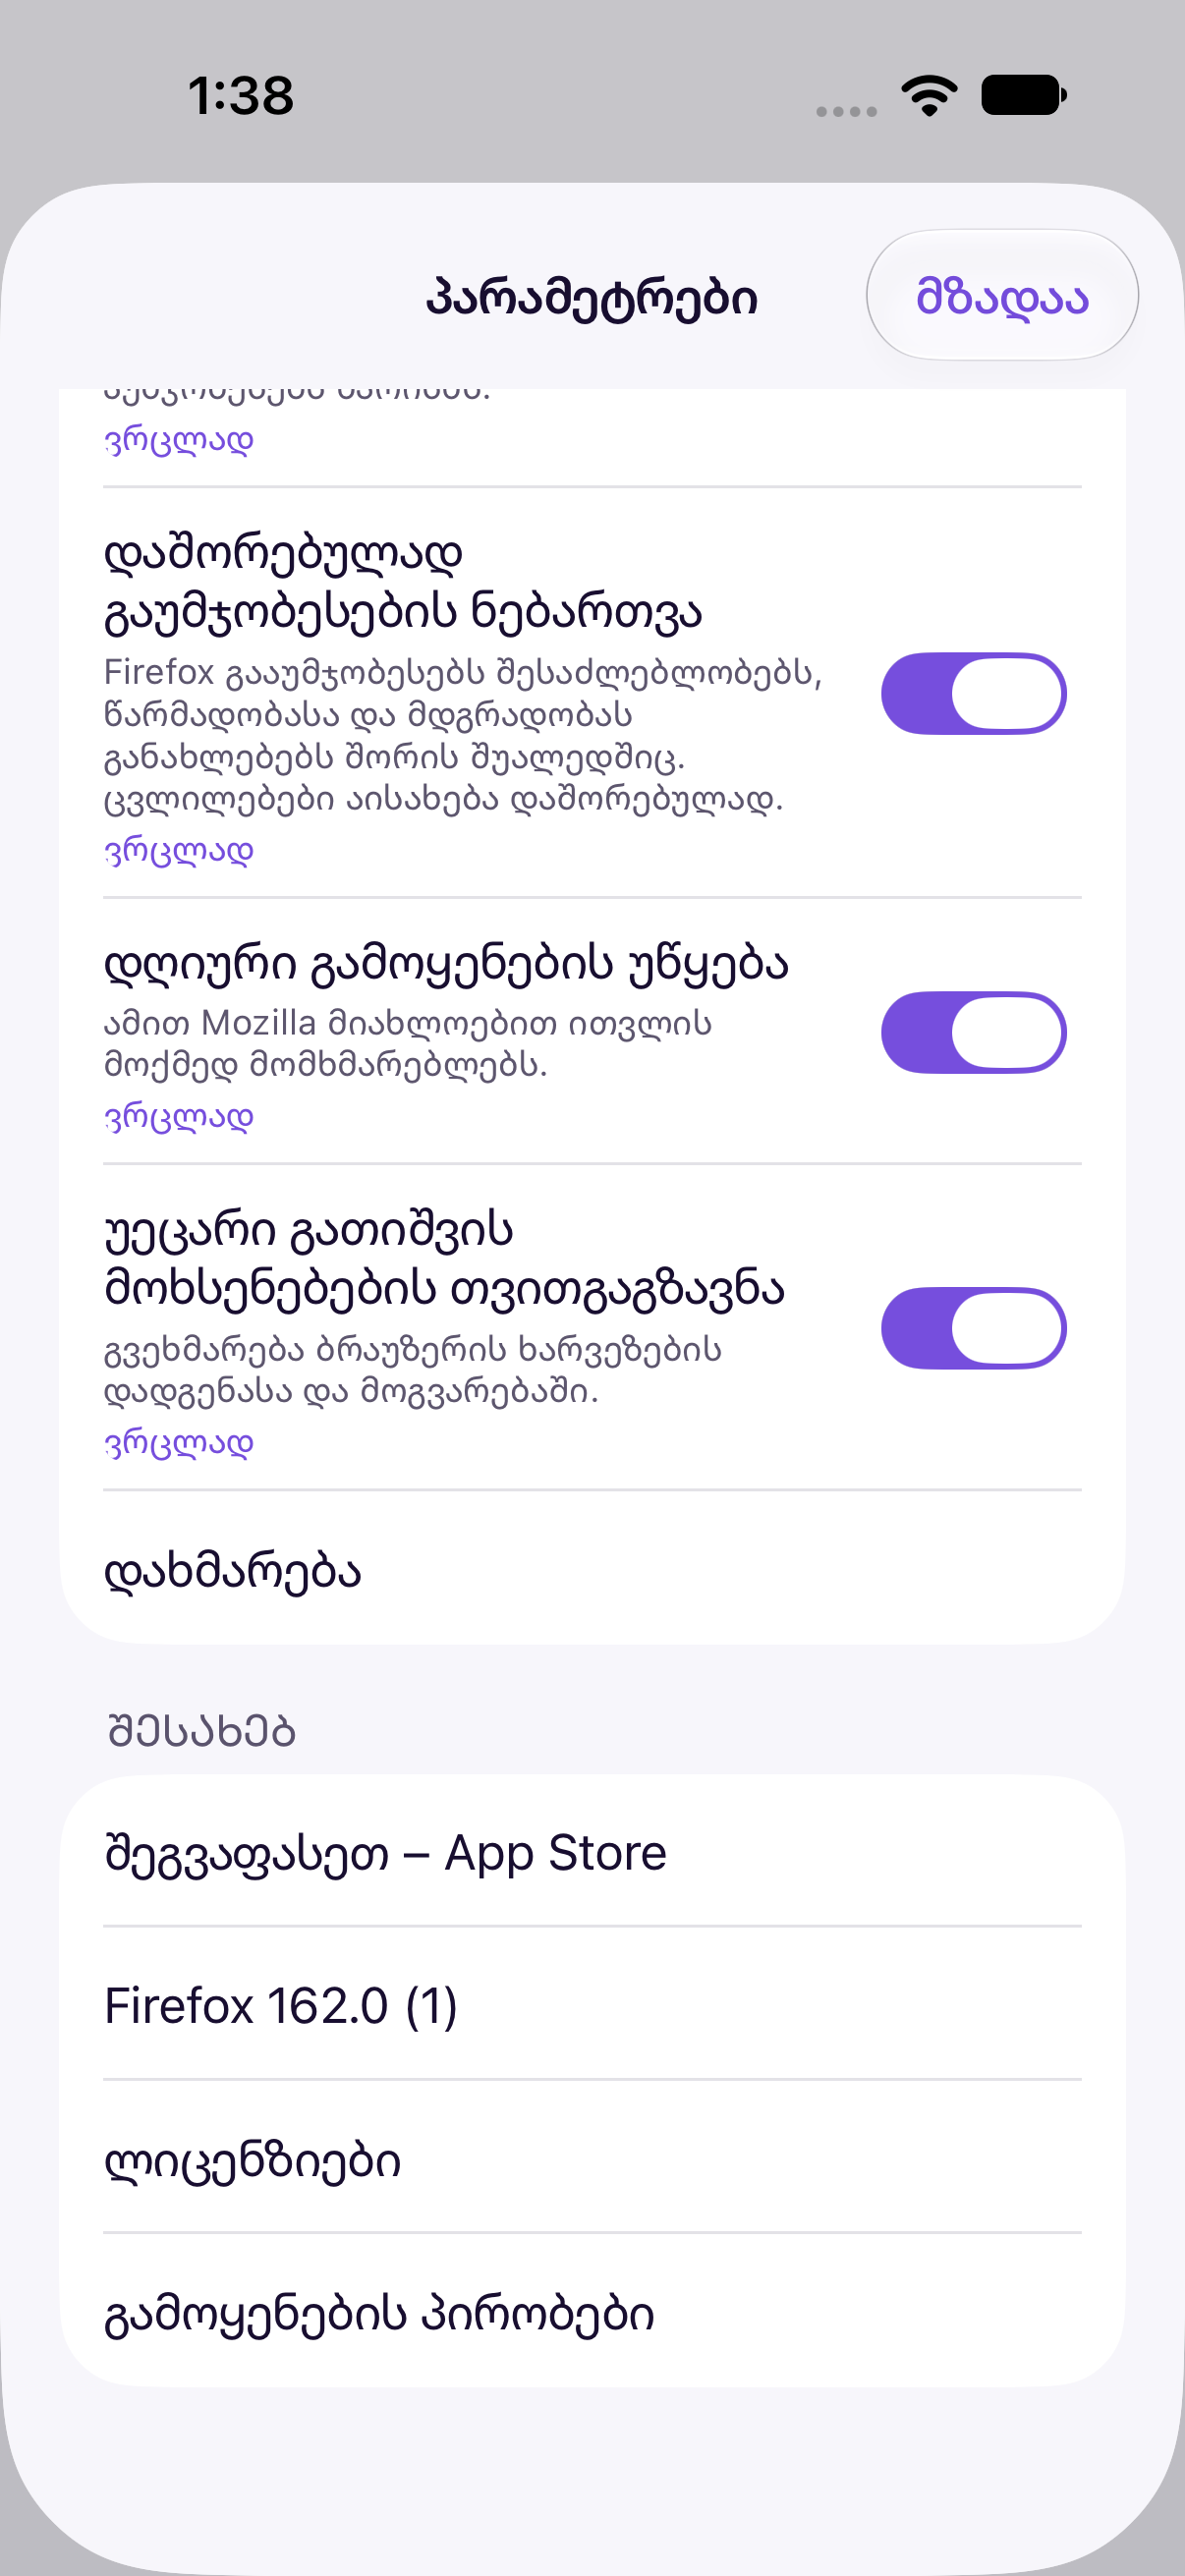 1:38
პარამეტრები
მზადაა
ვრცლად
დაშორებულად
გაუმჯობესების ნებართვა
Firefox გააუმჯობესებს შესაძლებლობებს,
წარმადობასა და მდგრადობას
განახლებებს შორის შუალედშიც.
ცვლილებები აისახება დაშორებულად.
ვრცლად
დღიური გამოყენების უწყება
ამით Mozilla მიახლოებით ითვლის
მოქმედ მომხმარებლებს.
ვრცლად
უეცარი გათიშვის
მოხსენებების თვითგაგზავნა
გვეხმარება ბრაუზერის ხარვეზების
დადგენასა და მოგვარებაში.
ვრცლად
დახმარება
ᲨᲔᲡᲐᲮᲔᲑ
შეგვაფასეთ – App Store
Firefox 162.0 (1)
ლიცენზიები
გამოყენების პირობები